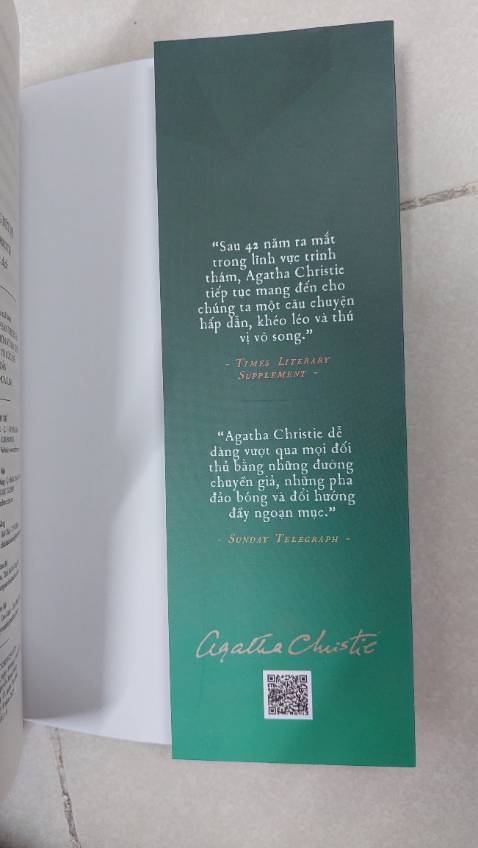 “Sau 42 năm ra mắt
trong lĩnh vực trinh
thám, Agatha Christie
tiếp tục mang đến cho
chúng ta một câu chuyện
hấp dẫn, khéo léo và thú
vị vô song.”
- TIMES LITERARY
SUPPLEMENT -
“Agatha Christie dễ
dàng vượt qua mọi đối
thủ bằng những đường
chuyền giả, những pha
đảo bóng và đổi hướng
đầy ngoạn mục.”
- SUNDAY TELEGRAPH -
Agatha Christie